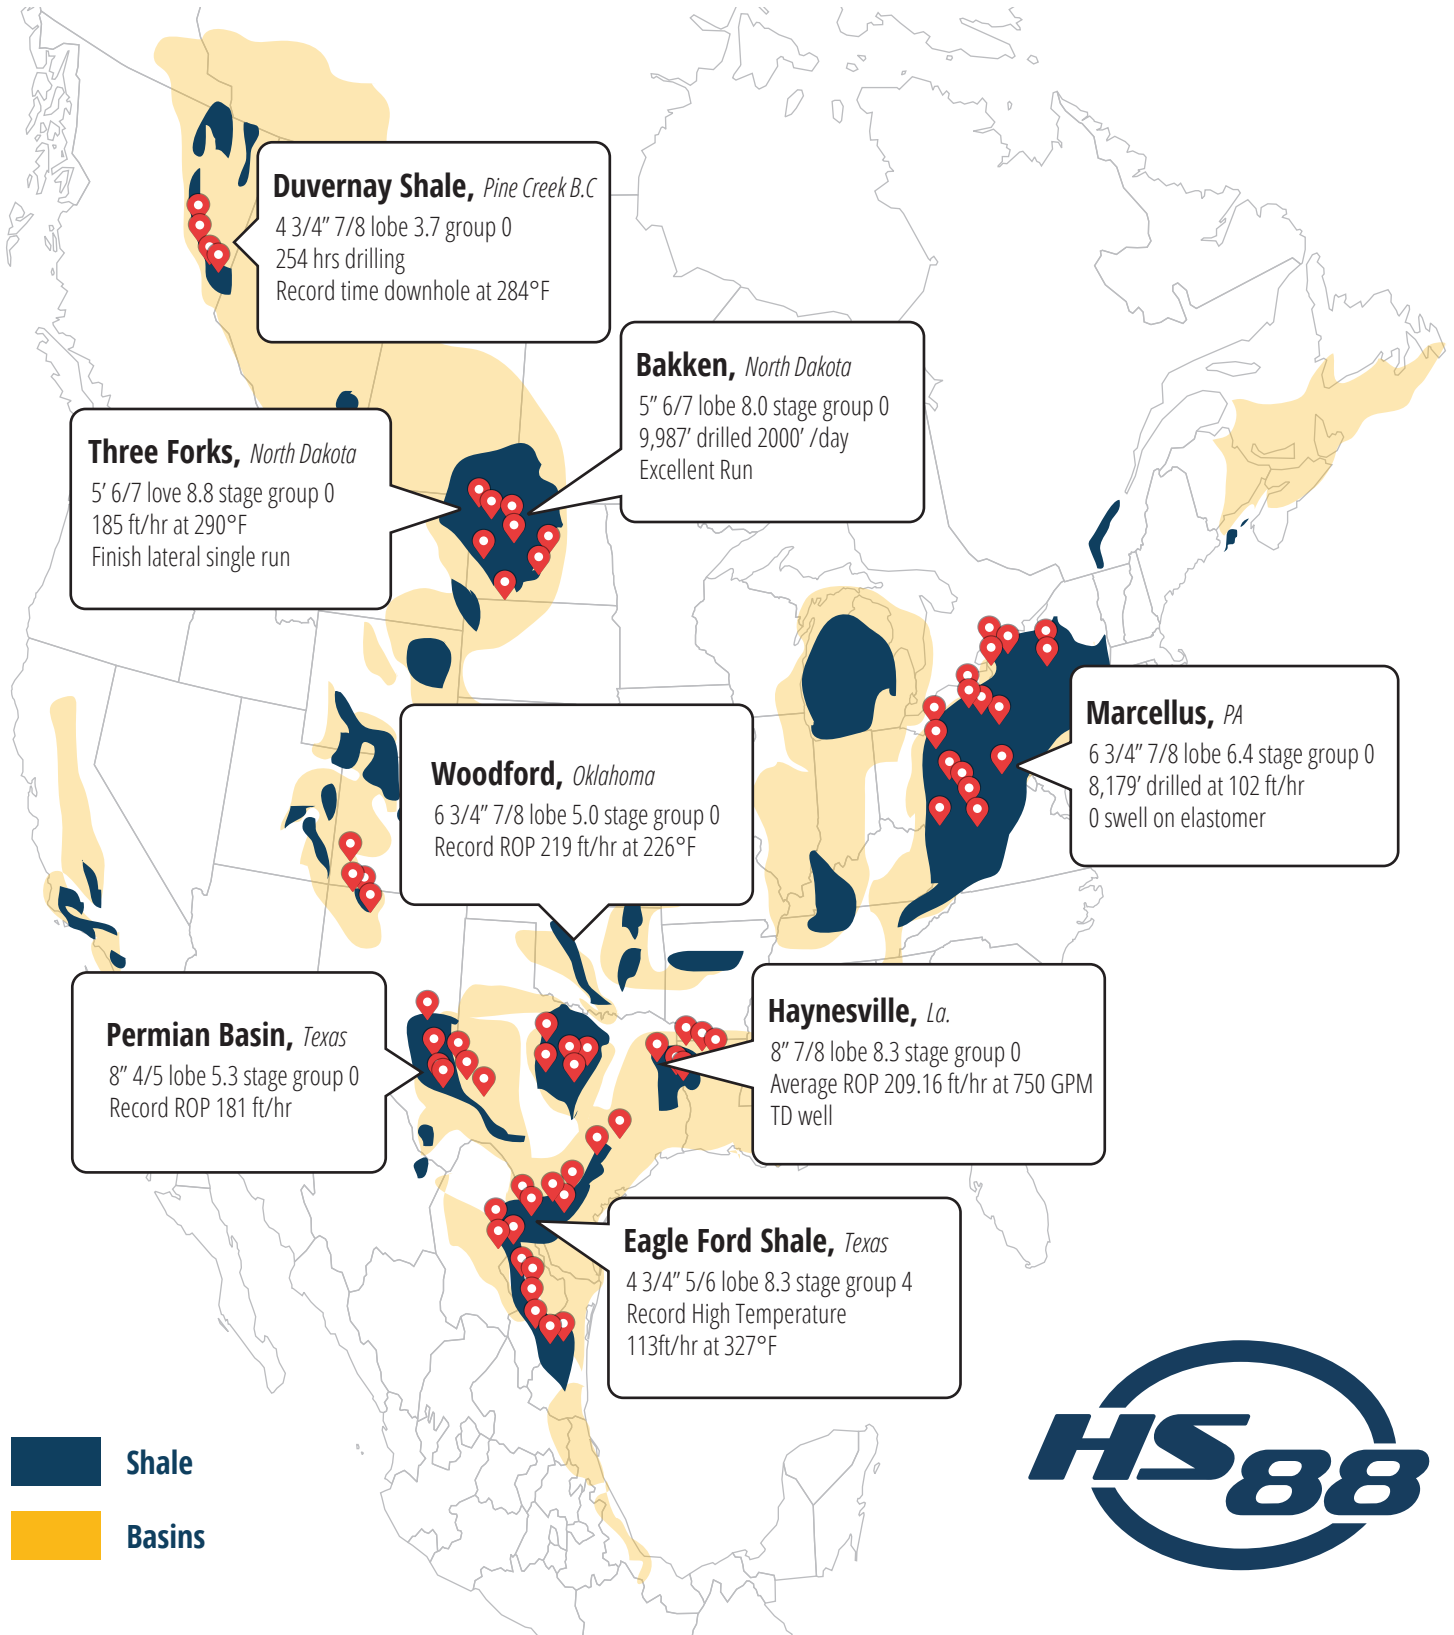 Duvernay Shale, Pine Creek B.C
4 3/4” 7/8 lobe 3.7 group 0
254 hrs drilling
Record time downhole at 284°F
Bakken, North Dakota
5” 6/7 lobe 8.0 stage group 0
9,987’ drilled 2000’ /day
Excellent Run
Three Forks, North Dakota
5’ 6/7 love 8.8 stage group 0
185 ft/hr at 290°F
Finish lateral single run
Marcellus, PA
6 3/4” 7/8 lobe 6.4 stage group 0
8,179’ drilled at 102 ft/hr
0 swell on elastomer
Woodford, Oklahoma
6 3/4” 7/8 lobe 5.0 stage group 0
Record ROP 219 ft/hr at 226°F
Permian Basin, Texas
8” 4/5 lobe 5.3 stage group 0
Record ROP 181 ft/hr
Haynesville, La.
8” 7/8 lobe 8.3 stage group 0
Average ROP 209.16 ft/hr at 750 GPM
TD well
Eagle Ford Shale, Texas
4 3/4” 5/6 lobe 8.3 stage group 4
Record High Temperature
113ft/hr at 327°F
Shale
Basins
HS88